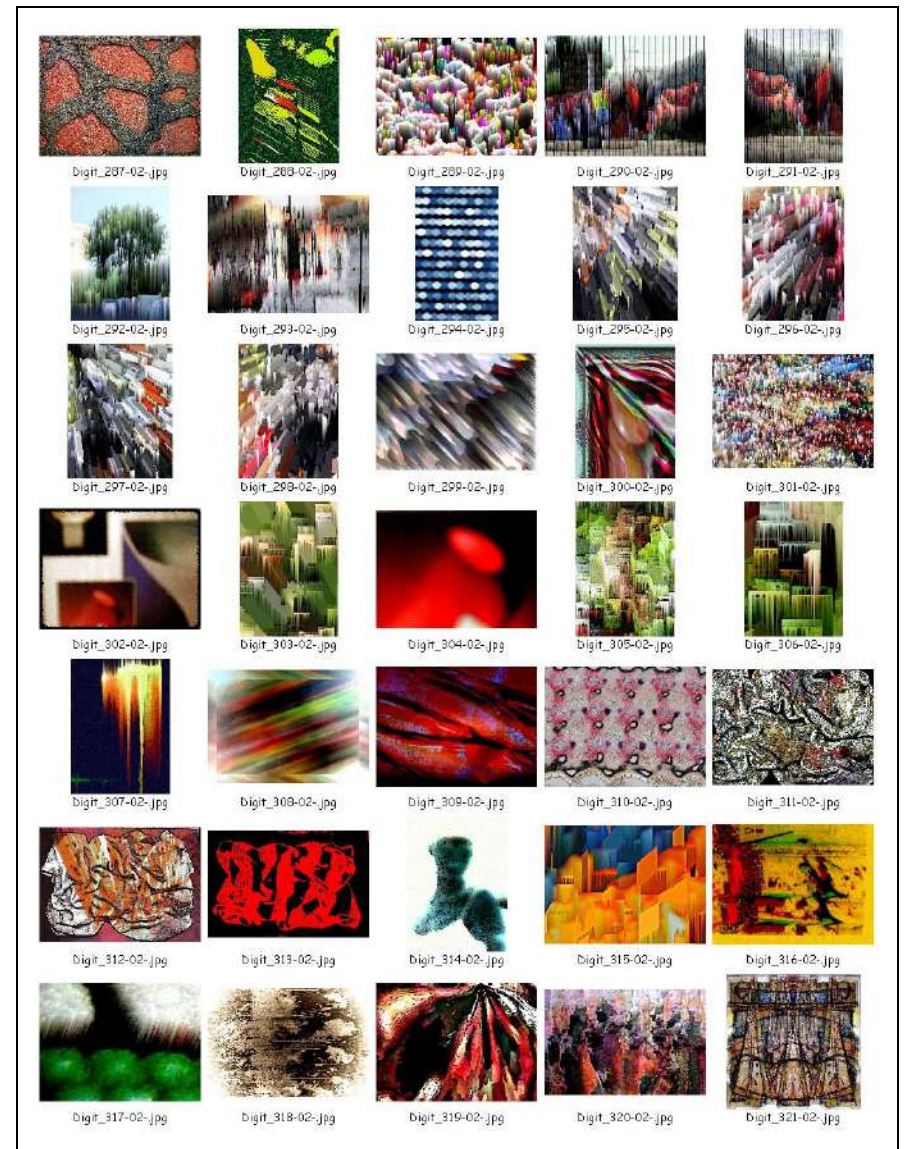 Digit_287-02-.jpg Digit_288-02-.jpg Digit_289-02-.jpg Digit_290-02-.jpg Digit_291-02-.jpg
Digit_292-02-.jpg Digit_293-02-.jpg Digit_294-02-.jpg Digit_295-02-.jpg Digit_296-02-.jpg
Digit_297-02-.jpg Digit_298-02-.jpg Digit_299-02-.jpg Digit_300-02-.jpg Digit_301-02-.jpg
Digit_302-02-.jpg Digit_303-02-.jpg Digit_304-02-.jpg Digit_305-02-.jpg Digit_306-02-.jpg
Digit_307-02-.jpg Digit_308-02-.jpg Digit_309-02-.jpg Digit_310-02-.jpg Digit_311-02-.jpg
Digit_312-02-.jpg Digit_313-02-.jpg Digit_314-02-.jpg Digit_315-02-.jpg Digit_316-02-.jpg
Digit_317-02-.jpg Digit_318-02-.jpg Digit_319-02-.jpg Digit_320-02-.jpg Digit_321-02-.jpg